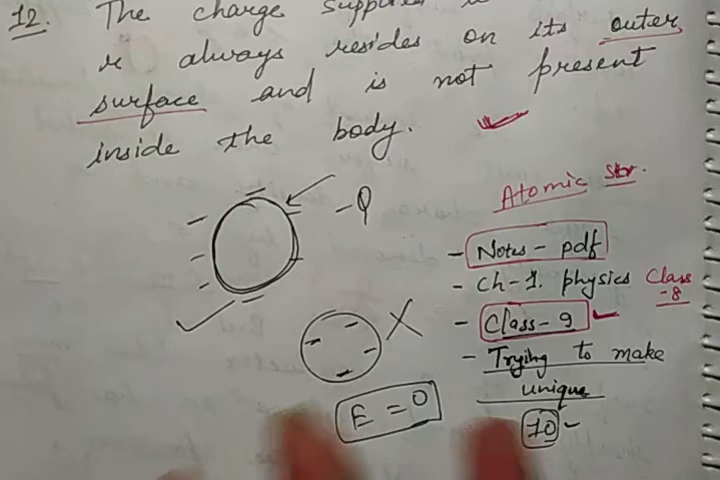 12. The charge
is always resides on its outer
surface and is not present
inside the body.
-Q
E = 0
Atomic Str.
- Notes - pdf
- Ch-1. physics Class
-8
- Class-9
- Trying to make
unique
10